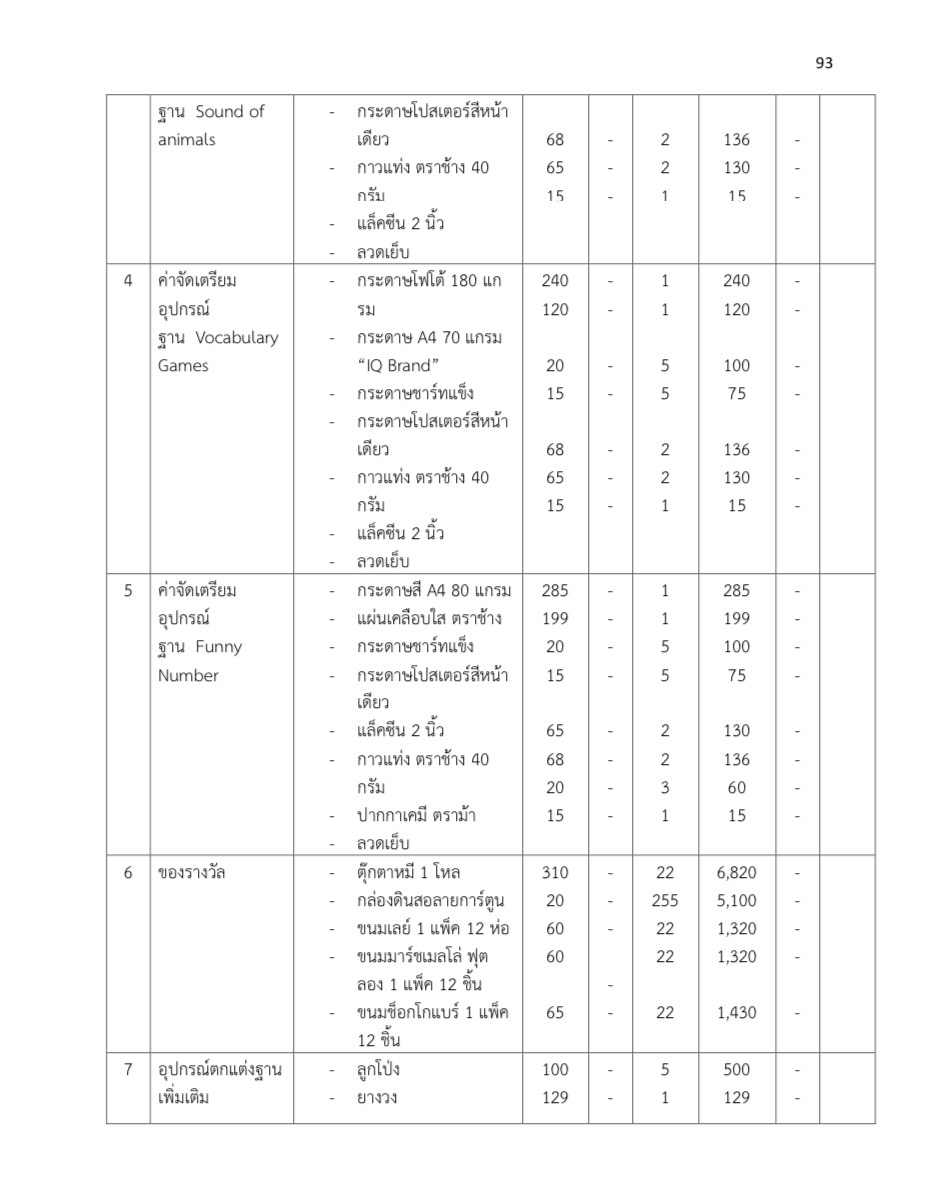 93
ฐาน Sound of - กระดาษโปสเตอร์สีหน้า
animals เดียว 68 - 2 136 -
- กาวแท่ง ตราช้าง 40 65 - 2 130 -
กรัม 15 - 1 15 -
- แล็คซีน 2 นิ้ว
- ลวดเย็บ
4 ค่าจัดเตรียม - กระดาษโฟโต้ 180 แก 240 - 1 240 -
อุปกรณ์ รม 120 - 1 120 -
ฐาน Vocabulary - กระดาษ A4 70 แกรม
Games “IQ Brand” 20 - 5 100 -
- กระดาษชาร์ทแข็ง 15 - 5 75 -
- กระดาษโปสเตอร์สีหน้า
เดียว 68 - 2 136 -
- กาวแท่ง ตราช้าง 40 65 - 2 130 -
กรัม 15 - 1 15 -
- แล็คซีน 2 นิ้ว
- ลวดเย็บ
5 ค่าจัดเตรียม - กระดาษสี A4 80 แกรม 285 - 1 285 -
อุปกรณ์ - แผ่นเคลือบใส ตราช้าง 199 - 1 199 -
ฐาน Funny - กระดาษชาร์ทแข็ง 20 - 5 100 -
Number - กระดาษโปสเตอร์สีหน้า 15 - 5 75 -
เดียว
- แล็คซีน 2 นิ้ว 65 - 2 130 -
- กาวแท่ง ตราช้าง 40 68 - 2 136 -
กรัม 20 - 3 60 -
- ปากกาเคมี ตราม้า 15 - 1 15 -
- ลวดเย็บ
6 ของรางวัล - ตุ๊กตาหมี 1 โหล 310 - 22 6,820 -
- กล่องดินสอลายการ์ตูน 20 - 255 5,100 -
- ขนมเลย์ 1 แพ็ค 12 ห่อ 60 - 22 1,320 -
- ขนมมาร์ชเมลโล่ ฟุต 60 22 1,320 -
ลอง 1 แพ็ค 12 ชิ้น -
- ขนมช็อกโกแบร์ 1 แพ็ค 65 - 22 1,430 -
12 ชิ้น
7 อุปกรณ์ตกแต่งฐาน - ลูกโป่ง 100 - 5 500 -
เพิ่มเติม - ยางวง 129 - 1 129 -